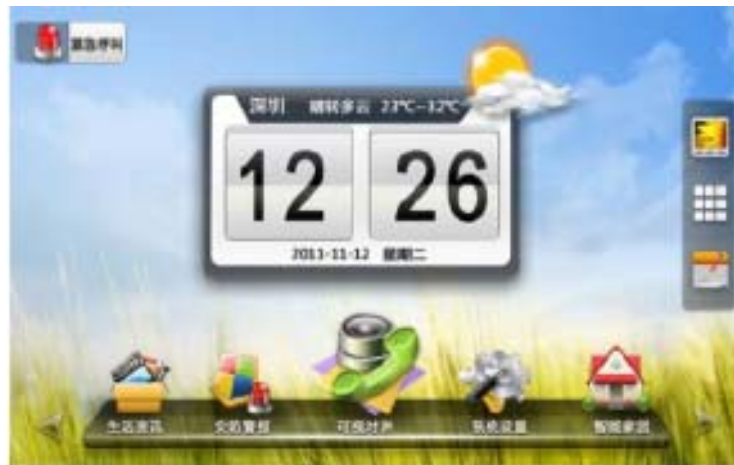 紧急呼叫
深圳 晴转多云 23℃-32℃
12 26
2011-11-12 星期二
生活资讯 安防警报 可视对讲 系统设置 智能家居